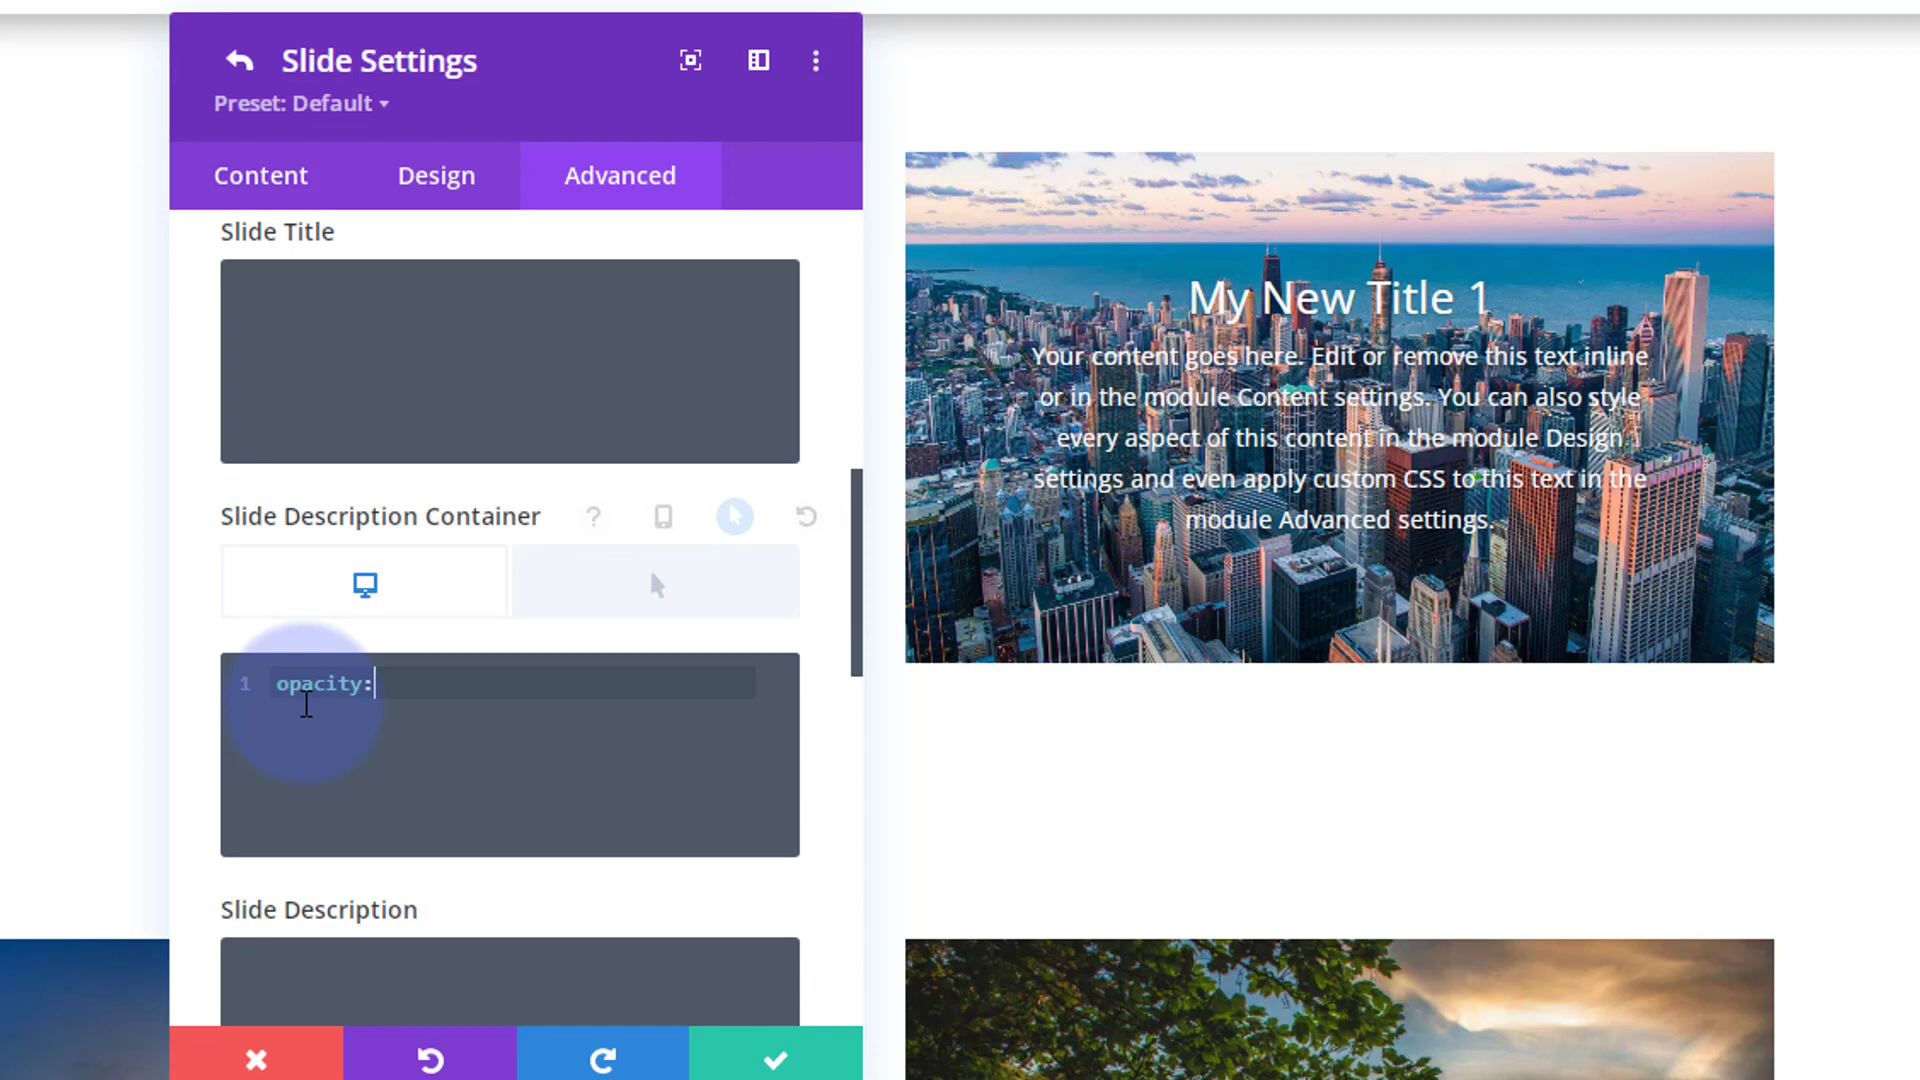 Slide Settings
Preset: Default
Content
Design
Advanced
Slide Title
Slide Description Container
?
1 opacity:
Slide Description
My New Title 1
Your content goes here. Edit or remove this text inline
or in the module Content settings. You can also style
every aspect of this content in the module Design
settings and even apply custom CSS to this text in the
module Advanced settings.